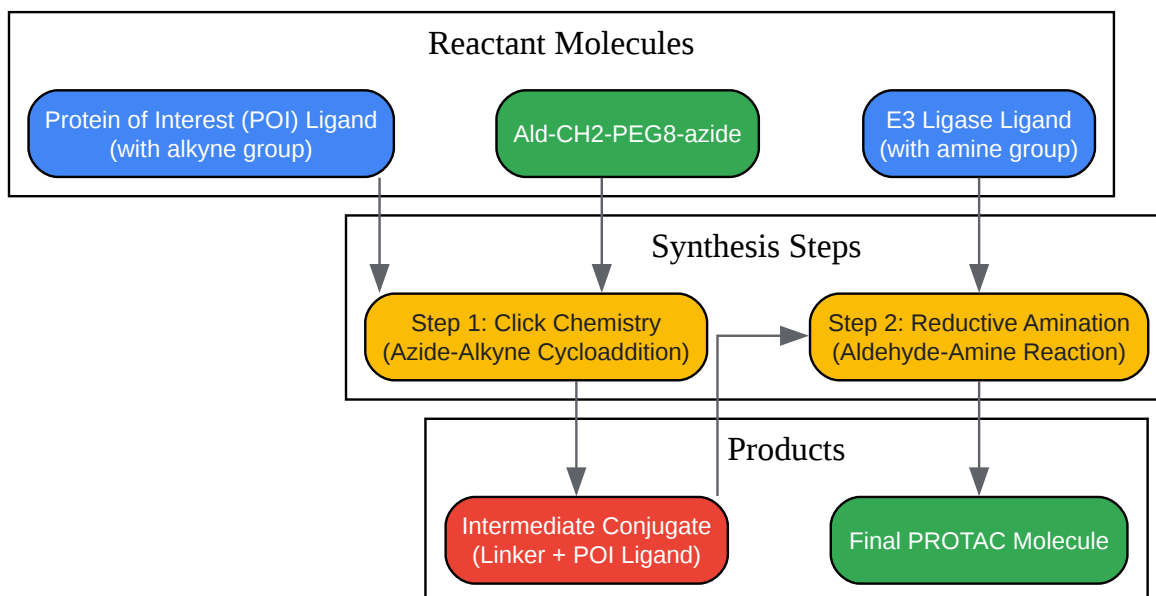 Reactant Molecules
Protein of Interest (POI) Ligand
(with alkyne group)
Ald-CH2-PEG8-azide
E3 Ligase Ligand
(with amine group)
Synthesis Steps
Step 1: Click Chemistry
(Azide-Alkyne Cycloaddition)
Step 2: Reductive Amination
(Aldehyde-Amine Reaction)
Products
Intermediate Conjugate
(Linker + POI Ligand)
Final PROTAC Molecule